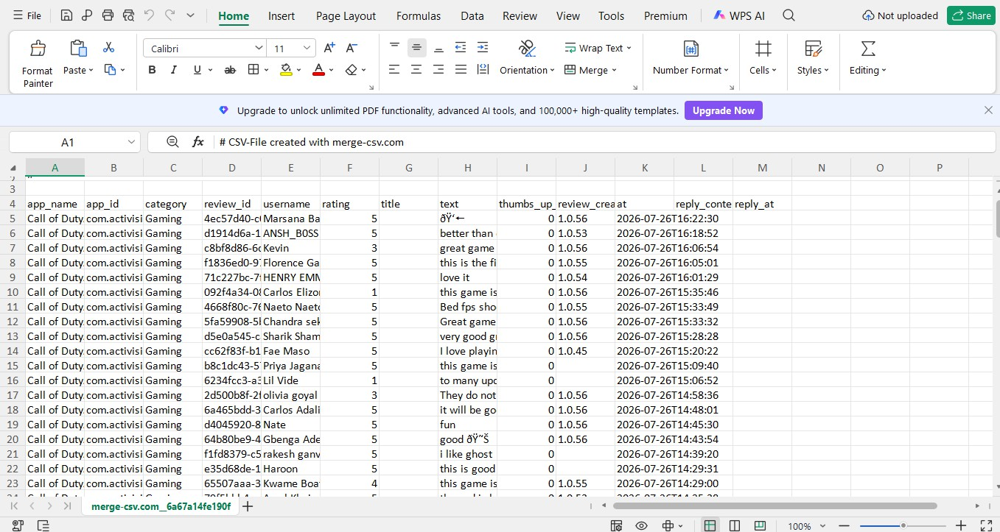 File Home Insert Page Layout Formulas Data Review View Tools Premium WPS AI Not uploaded Share
Calibri 11 Wrap Text
Format Painter Paste B I U ab A Orientation Merge Number Format Cells Styles Editing
Upgrade to unlock unlimited PDF functionality, advanced AI tools, and 100,000+ high-quality templates. Upgrade Now
A1 fx # CSV-File created with merge-csv.com
A B C D E F G H I J K L M N O P
3
4 app_name app_id category review_id username rating title text thumbs_up_ review_crea at reply_conte reply_at
5 Call of Duty com.activisi Gaming 4ec57d40-c Marsana Ba 5 ðŸ‘← 0 1.0.56 2026-07-26T16:22:30
6 Call of Duty com.activisi Gaming d1914d6a-1 ANSH_B0SS 5 better than 0 1.0.53 2026-07-26T16:18:52
7 Call of Duty com.activisi Gaming c8bf8d86-6 Kevin 3 great game 0 1.0.56 2026-07-26T16:06:54
8 Call of Duty com.activisi Gaming f1836ed0-9 Florence Ga 5 this is the fi 0 1.0.55 2026-07-26T16:05:01
9 Call of Duty com.activisi Gaming 71c227bc-7 HENRY EMM 5 love it 0 1.0.54 2026-07-26T16:01:29
10 Call of Duty com.activisi Gaming 092f4a34-0 Carlos Elizo 1 this game is 0 1.0.56 2026-07-26T15:35:46
11 Call of Duty com.activisi Gaming 4668f80c-7 Naeto Naeto 5 Bed fps sho 0 1.0.55 2026-07-26T15:33:49
12 Call of Duty com.activisi Gaming 5fa59908-5 Chandra sek 5 Great game 0 1.0.56 2026-07-26T15:33:32
13 Call of Duty com.activisi Gaming d5e0a545-c Sharik Sham 5 very good g 0 1.0.56 2026-07-26T15:28:28
14 Call of Duty com.activisi Gaming cc62f83f-b1 Fae Maso 5 I love playin 0 1.0.45 2026-07-26T15:20:22
15 Call of Duty com.activisi Gaming b8c1dc43-5 Priya Jagana 5 this game is 0 2026-07-26T15:09:40
16 Call of Duty com.activisi Gaming 6234fcc3-a Lil Vide 1 to many upd 0 2026-07-26T15:06:52
17 Call of Duty com.activisi Gaming 2d500b8f-2 olivia goyal 3 They do not 0 1.0.56 2026-07-26T14:58:36
18 Call of Duty com.activisi Gaming 6a465bdd-3 Carlos Adali 5 it will be go 0 1.0.56 2026-07-26T14:48:01
19 Call of Duty com.activisi Gaming d4045920-8 Nate 5 fun 0 1.0.56 2026-07-26T14:45:30
20 Call of Duty com.activisi Gaming 64b80be9-4 Gbenga Ade 5 good ðŸ˜Š 0 1.0.56 2026-07-26T14:43:54
21 Call of Duty com.activisi Gaming f1fd8379-c5 rakesh ganv 5 i like ghost 0 2026-07-26T14:39:20
22 Call of Duty com.activisi Gaming e35d68de-1 Haroon 5 this is good 0 2026-07-26T14:29:31
23 Call of Duty com.activisi Gaming 65507aaa-3 Kwame Boa 4 this game is 0 1.0.55 2026-07-26T14:29:00
merge-csv.com__6a67a14fe190f
100%